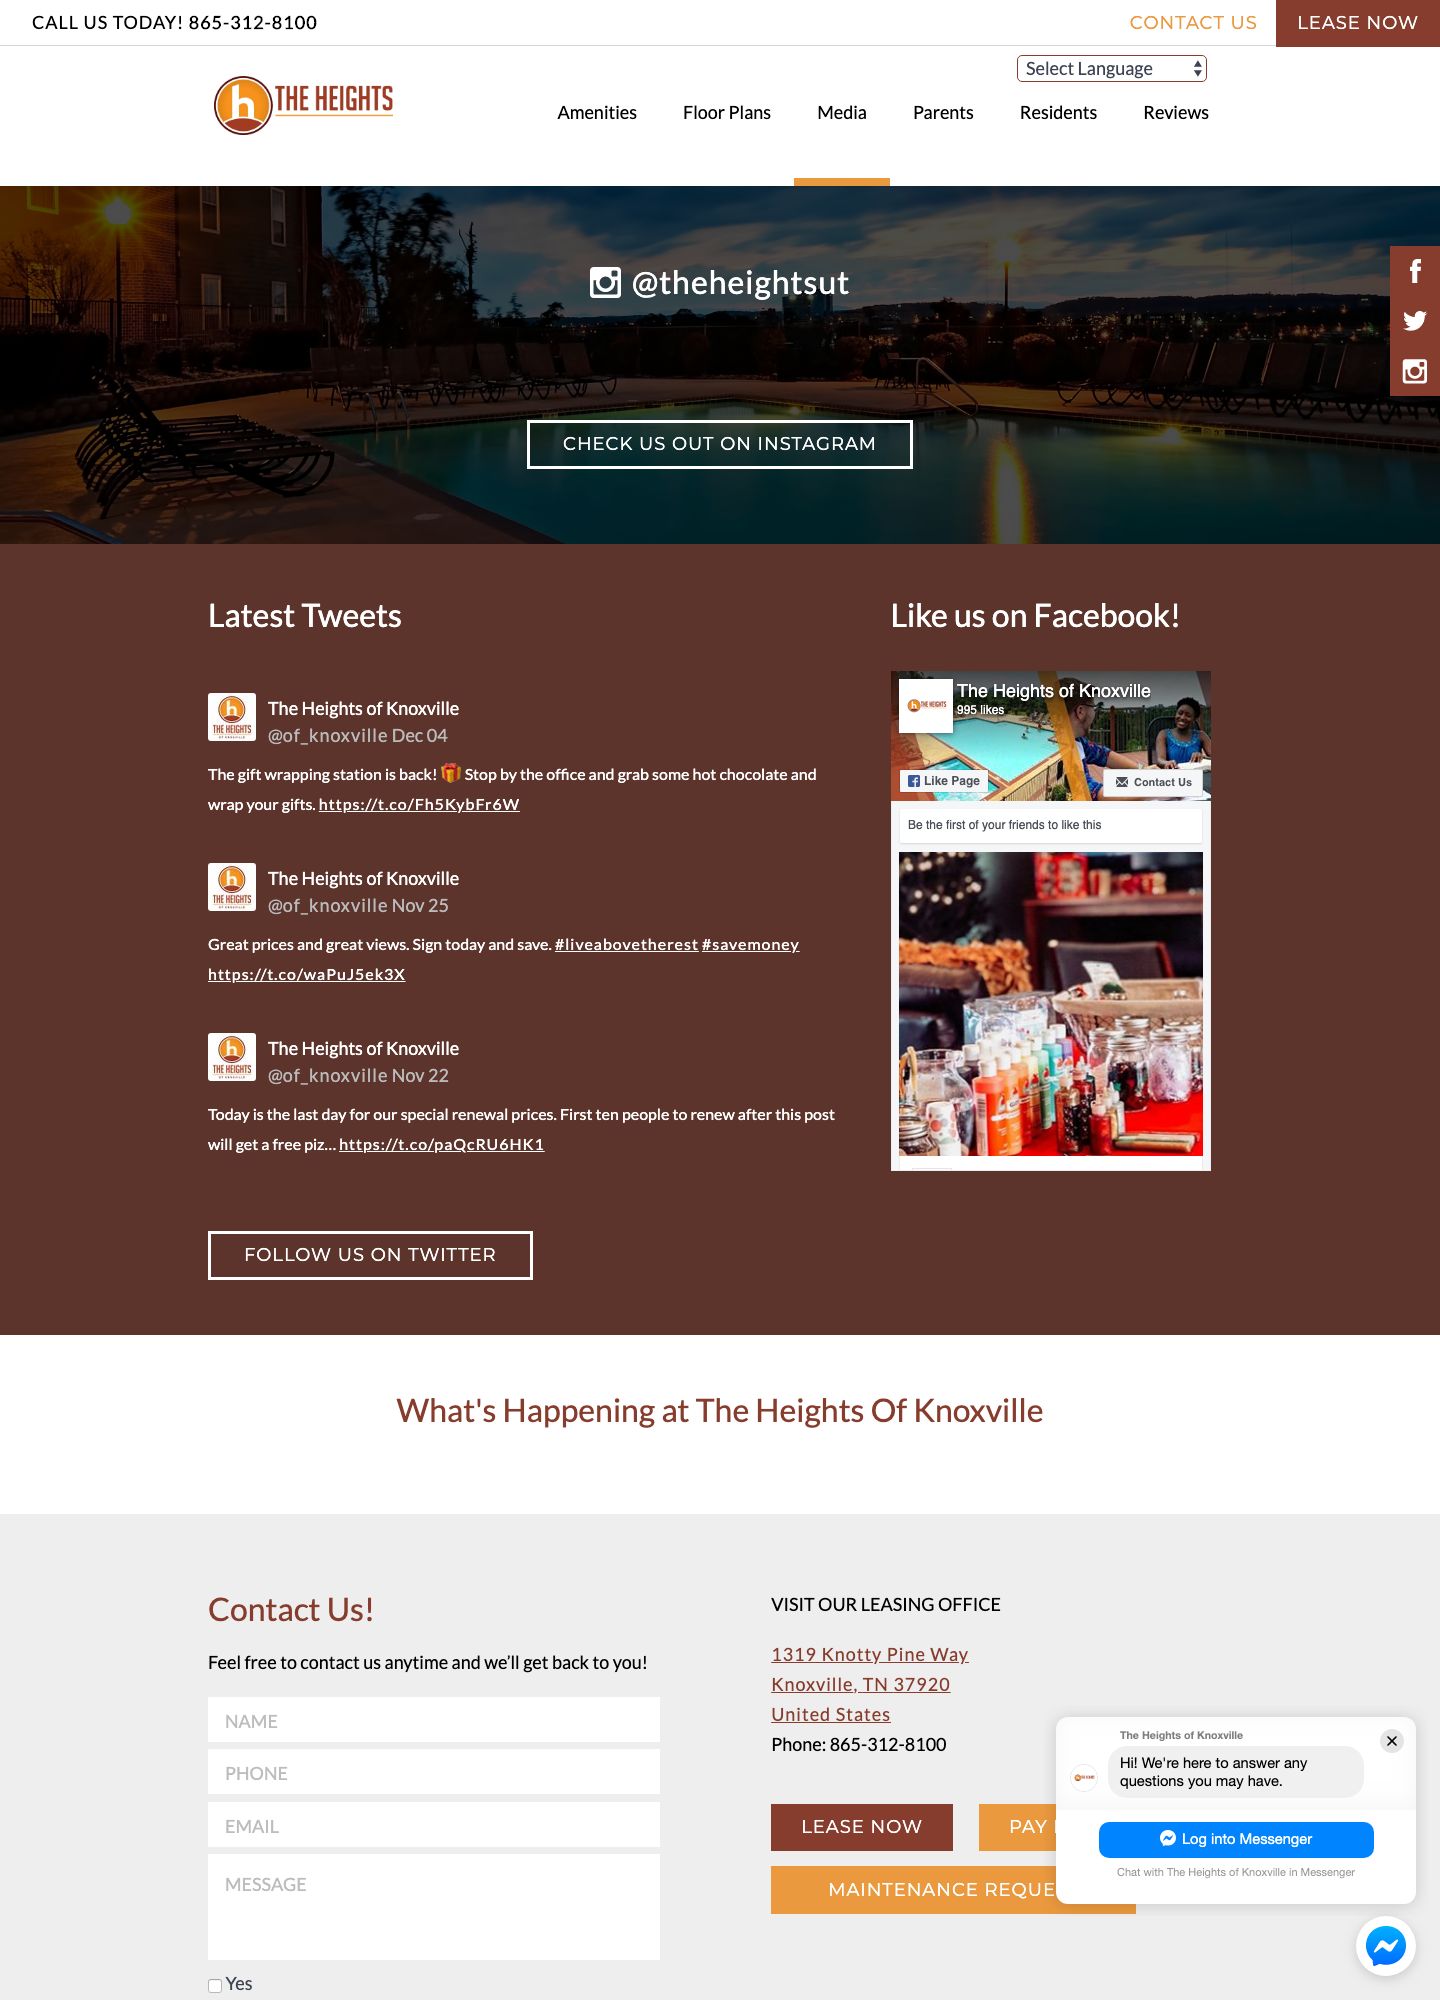 CALL US TODAY! 865-312-8100
CONTACT US
LEASE NOW
Select Language
h THE HEIGHTS
Amenities
Floor Plans
Media
Parents
Residents
Reviews
@theheightsut
CHECK US OUT ON INSTAGRAM
Latest Tweets
The Heights of Knoxville
@of_knoxville Dec 04
The gift wrapping station is back! 🎁 Stop by the office and grab some hot chocolate and
wrap your gifts. https://t.co/Fh5KybFr6W
The Heights of Knoxville
@of_knoxville Nov 25
Great prices and great views. Sign today and save. #liveabovetherest #savemoney
https://t.co/waPuJ5ek3X
The Heights of Knoxville
@of_knoxville Nov 22
Today is the last day for our special renewal prices. First ten people to renew after this post
will get a free piz... https://t.co/paQcRU6HK1
FOLLOW US ON TWITTER
Like us on Facebook!
The Heights of Knoxville
995 likes
Like Page
Contact Us
Be the first of your friends to like this
What's Happening at The Heights Of Knoxville
Contact Us!
Feel free to contact us anytime and we'll get back to you!
NAME
PHONE
EMAIL
MESSAGE
Yes
VISIT OUR LEASING OFFICE
1319 Knotty Pine Way
Knoxville, TN 37920
United States
Phone: 865-312-8100
LEASE NOW
PAY
MAINTENANCE REQUE
The Heights of Knoxville
Hi! We're here to answer any
questions you may have.
Log into Messenger
Chat with The Heights of Knoxville in Messenger